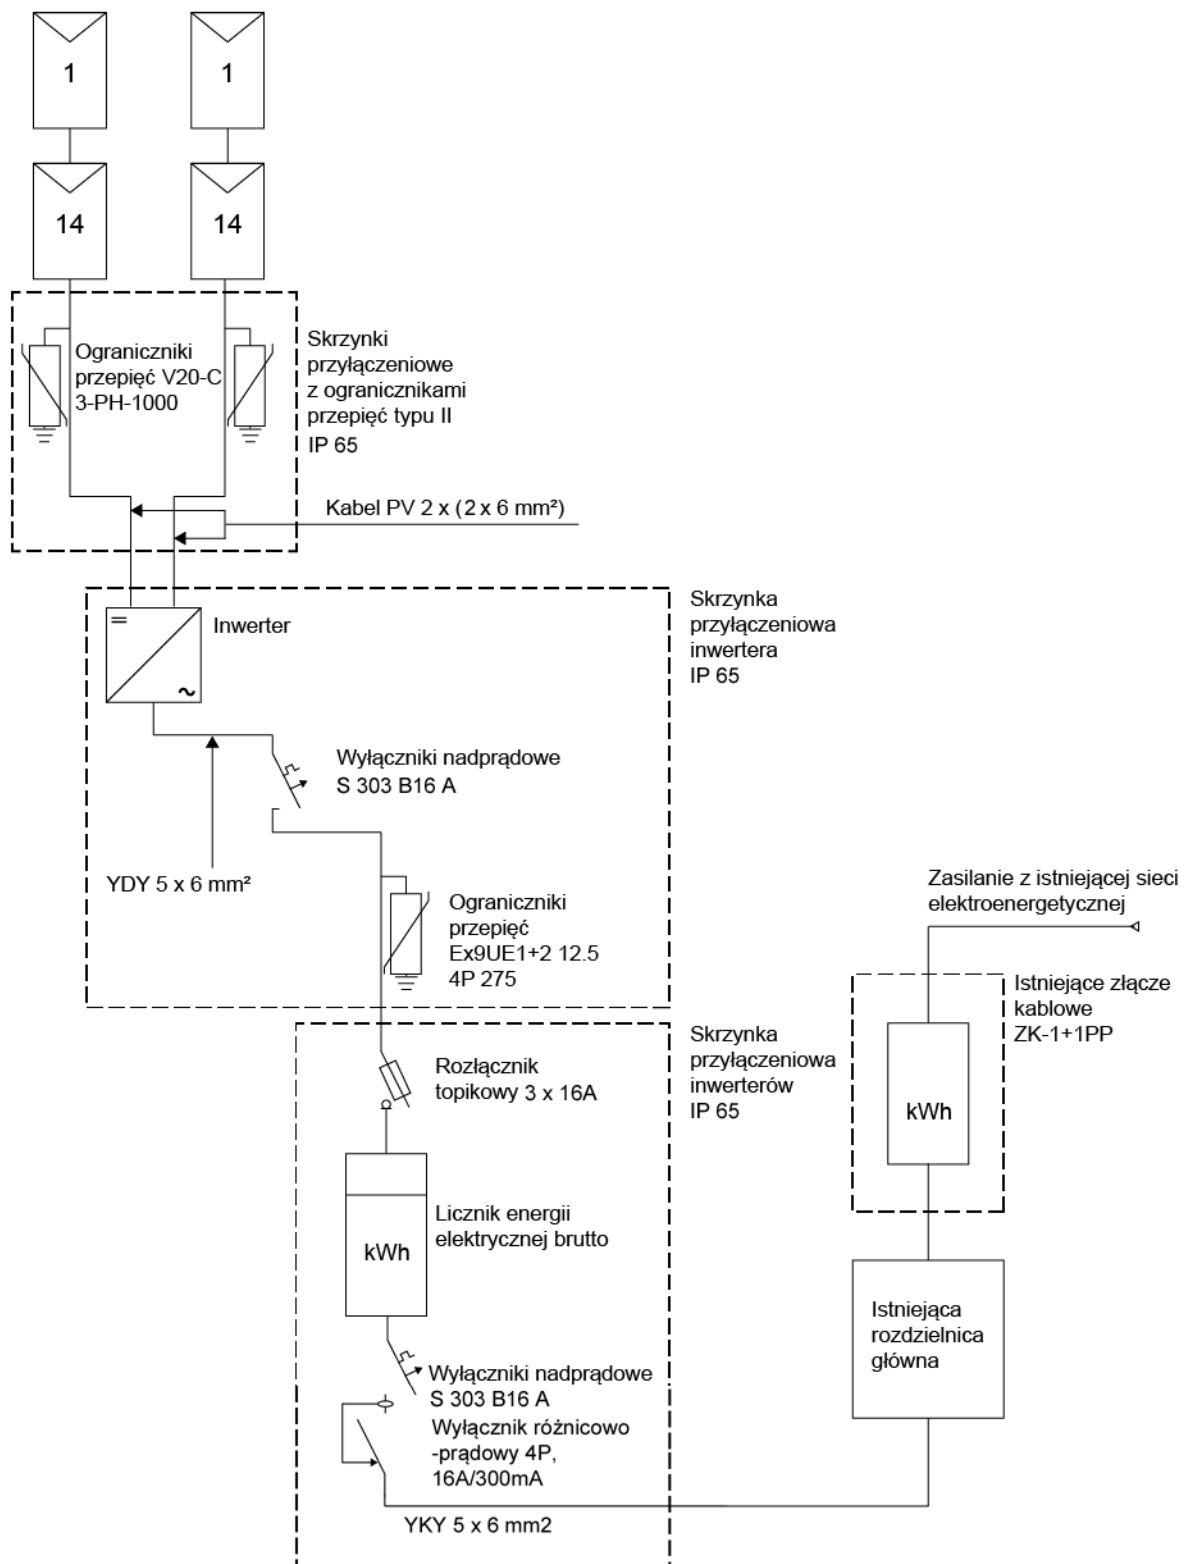 1
1
14
14
Ograniczniki
przepięć V20-C
3-PH-1000
Skrzynki
przyłączeniowe
z ogranicznikami
przepięć typu II
IP 65
Kabel PV 2 x (2 x 6 mm²)
Inwerter
Skrzynka
przyłączeniowa
inwertera
IP 65
Wyłączniki nadprądowe
S 303 B16 A
YDY 5 x 6 mm²
Ograniczniki
przepięć
Ex9UE1+2 12.5
4P 275
Zasilanie z istniejącej sieci
elektroenergetycznej
Istniejące złącze
kablowe
ZK-1+1PP
kWh
Skrzynka
przyłączeniowa
inwerterów
IP 65
Rozłącznik
topikowy 3 x 16A
Licznik energii
elektrycznej brutto
kWh
Istniejąca
rozdzielnica
główna
Wyłączniki nadprądowe
S 303 B16 A
Wyłącznik różnicowo
-prądowy 4P,
16A/300mA
YKY 5 x 6 mm2